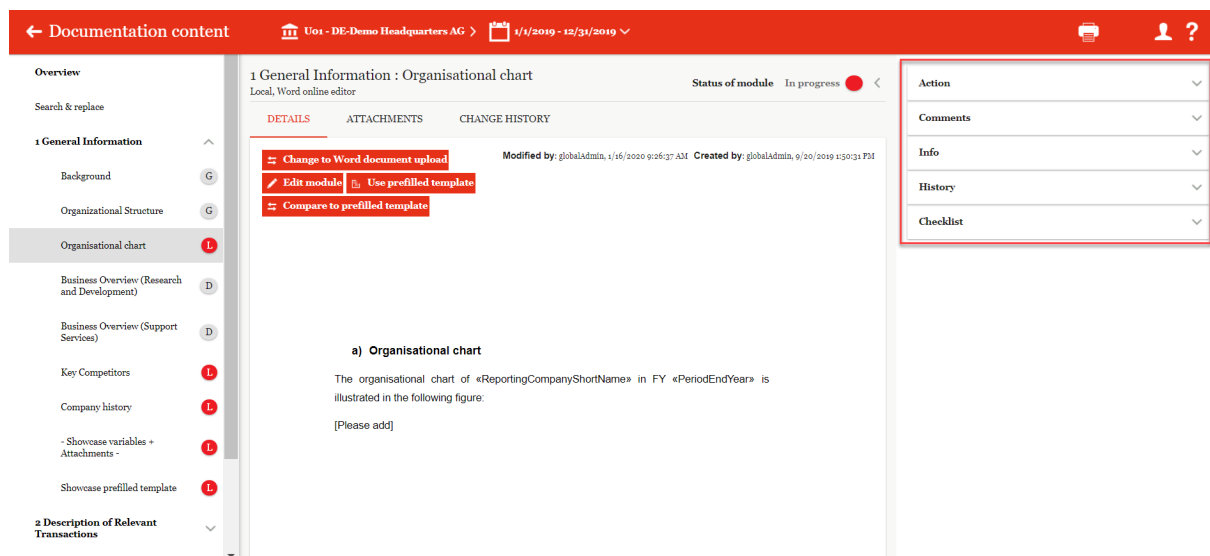 Documentation content
U01 - DE-Demo Headquarters AG
1/1/2019 - 12/31/2019
?
Overview
Search & replace
1 General Information
Background
G
Organizational Structure
G
Organisational chart
L
Business Overview (Research
and Development)
D
Business Overview (Support
Services)
D
Key Competitors
L
Company history
L
- Showcase variables +
Attachments -
L
Showcase prefilled template
L
2 Description of Relevant
Transactions
1 General Information : Organisational chart
Local, Word online editor
Status of module In progress
DETAILS ATTACHMENTS CHANGE HISTORY
Change to Word document upload
Modified by: globalAdmin, 1/16/2020 9:26:37 AM Created by: globalAdmin, 9/20/2019 1:50:31 PM
Edit module Use prefilled template
Compare to prefilled template
a) Organisational chart
The organisational chart of «ReportingCompanyShortName» in FY «PeriodEndYear» is
illustrated in the following figure:
[Please add]
Action
Comments
Info
History
Checklist